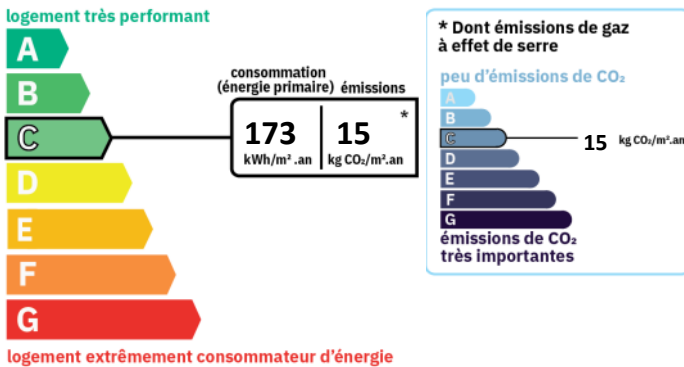 logement très performant
A
B
C
D
E
F
G
logement extrêmement consommateur d'énergie
consommation
(énergie primaire) émissions
173 15 *
kWh/m² .an kg CO₂/m².an
* Dont émissions de gaz
à effet de serre
peu d'émissions de CO₂
A
B
C 15 kg CO₂/m².an
D
E
F
G
émissions de CO₂
très importantes